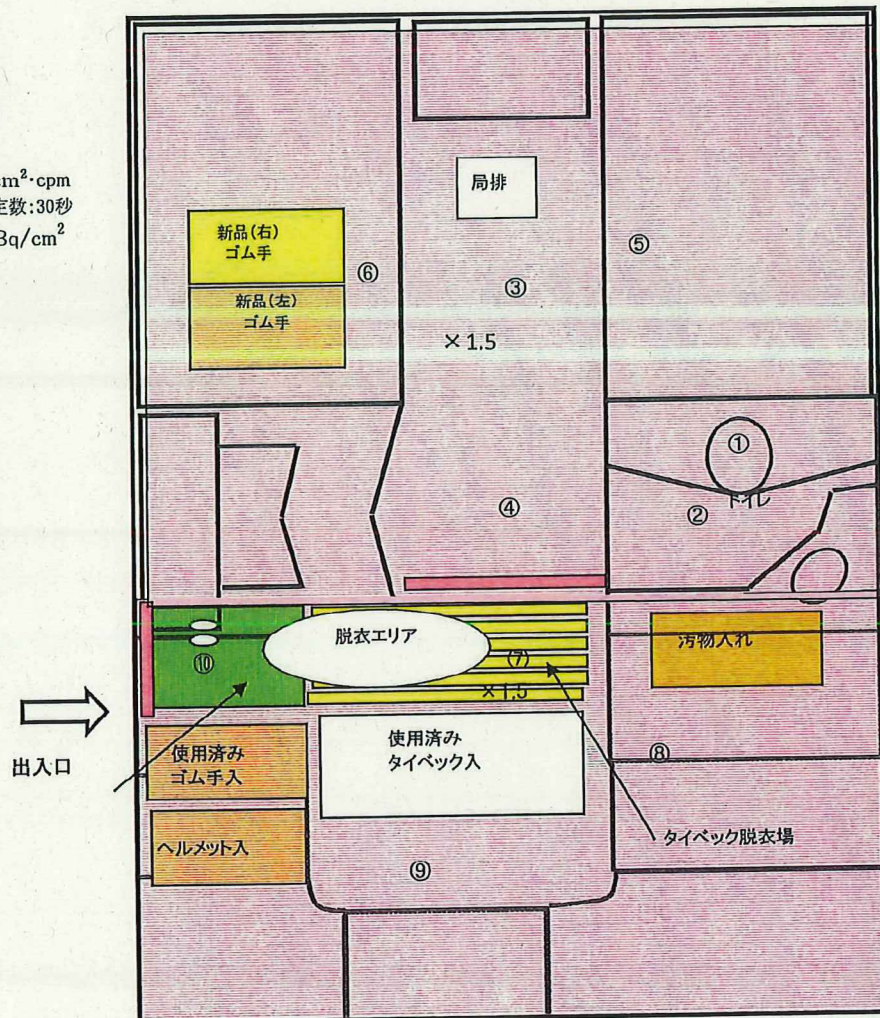 m²·cpm
定数:30秒
Bq/cm²
局排
新品(右)
ゴム手
⑤
⑥
③
新品(左)
ゴム手
×1.5
①
④
②
トイレ
脱衣エリア
汚物入れ
⑩
(7)
×1.5
使用済み
ゴム手入
使用済み
タイベック入
⑧
出入口
タイベック脱衣場
ヘルメット入
⑨